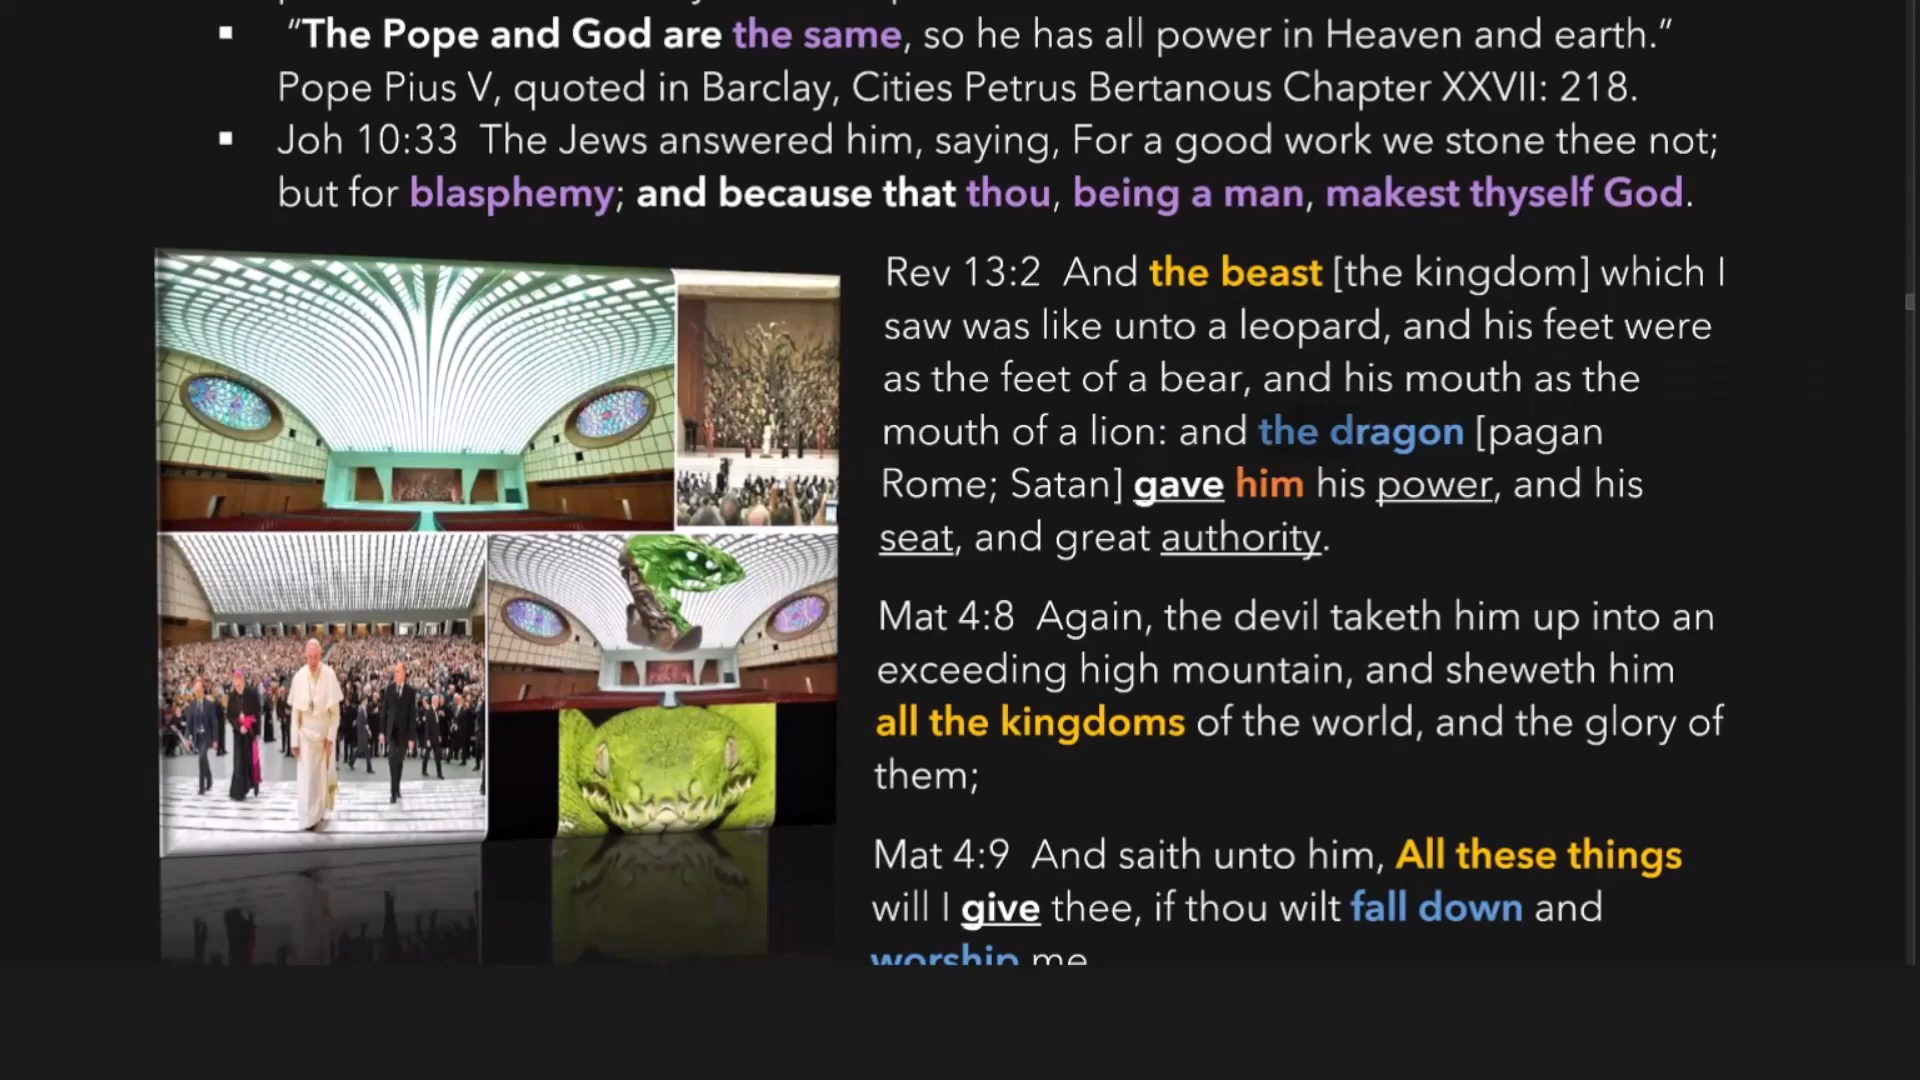 “The Pope and God are the same, so he has all power in Heaven and earth.”
Pope Pius V, quoted in Barclay, Cities Petrus Bertanous Chapter XXVII: 218.
Joh 10:33 The Jews answered him, saying, For a good work we stone thee not;
but for blasphemy; and because that thou, being a man, makest thyself God.
Rev 13:2 And the beast [the kingdom] which I
saw was like unto a leopard, and his feet were
as the feet of a bear, and his mouth as the
mouth of a lion: and the dragon [pagan
Rome; Satan] gave him his power, and his
seat, and great authority.
Mat 4:8 Again, the devil taketh him up into an
exceeding high mountain, and sheweth him
all the kingdoms of the world, and the glory of
them;
Mat 4:9 And saith unto him, All these things
will I give thee, if thou wilt fall down and
worship me